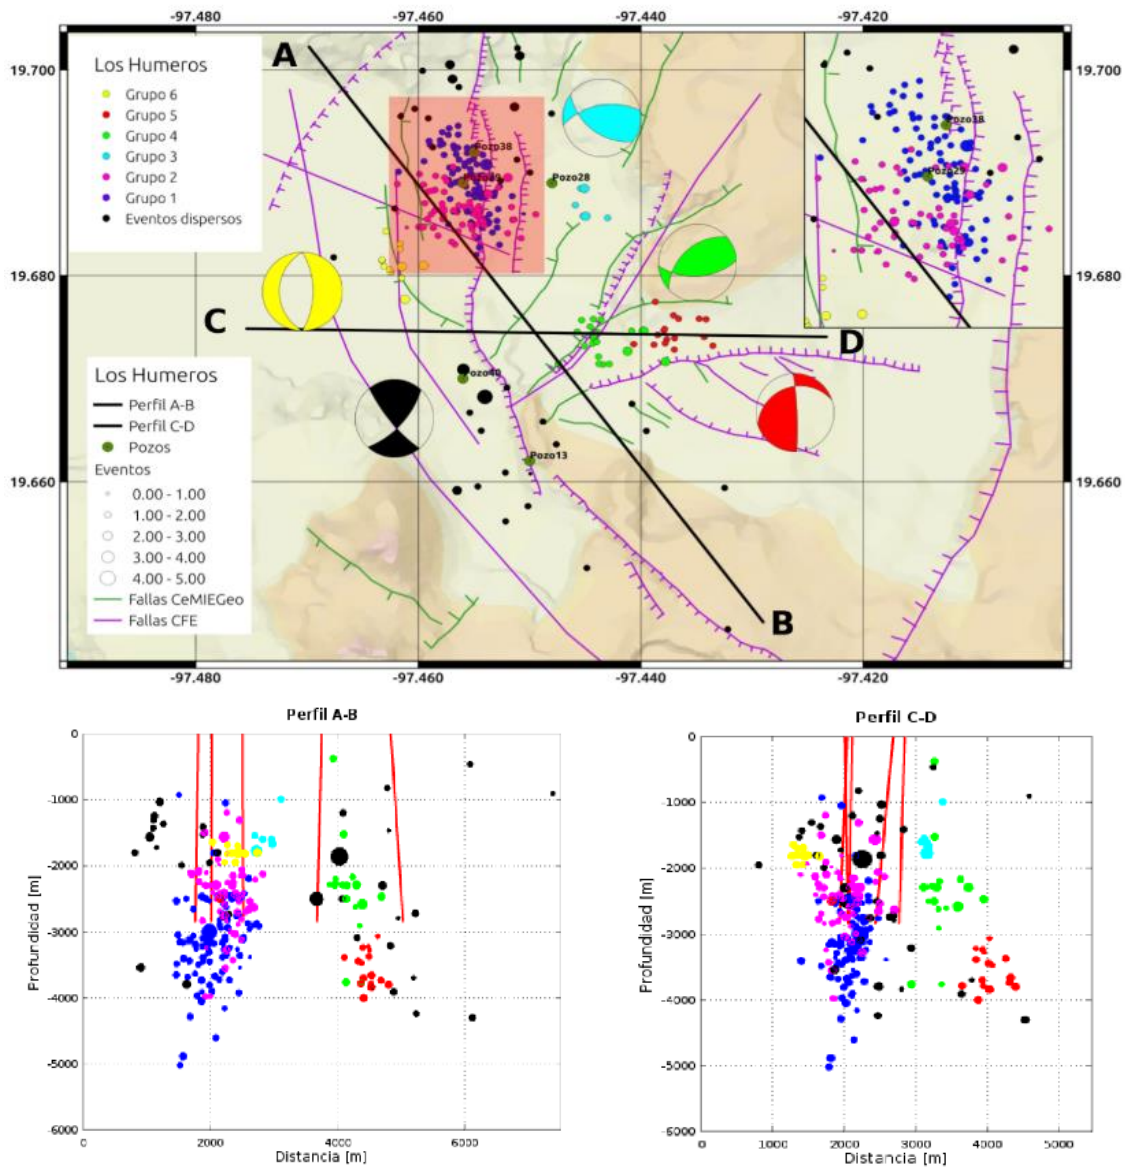 -97.480 -97.460 -97.440 -97.420
A
19.700 19.700
Los Humeros
Grupo 6
Grupo 5
Grupo 4
Grupo 3
Grupo 2
Grupo 1
Eventos dispersos
Pozo38
Pozo28
Pozo38
Pozo29
19.680 19.680
C
D
Los Humeros
Perfil A-B
Perfil C-D
Pozos
Eventos
0.00 - 1.00
1.00 - 2.00
2.00 - 3.00
3.00 - 4.00
4.00 - 5.00
Fallas CeMIEGeo
Fallas CFE
Pozo40
Pozo13
19.660 19.660
B
-97.480 -97.460 -97.440 -97.420
Perfil A-B
0
-1000
-2000
-3000
-4000
-5000
-6000
Profundidad [m]
0 2000 4000 6000
Distancia [m]
Perfil C-D
0
-1000
-2000
-3000
-4000
-5000
-6000
Profundidad [m]
0 1000 2000 3000 4000 5000
Distancia [m]